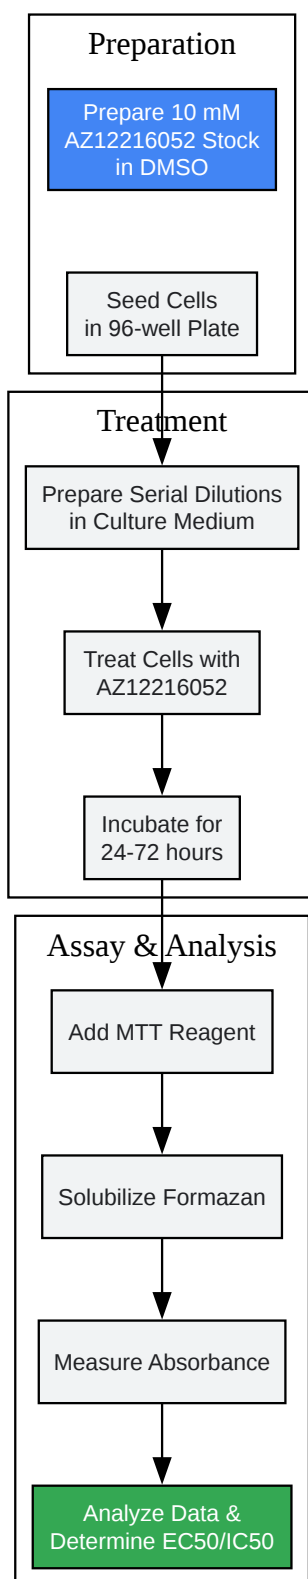 Preparation
Prepare 10 mM
AZ12216052 Stock
in DMSO
Seed Cells
in 96-well Plate
Treatment
Prepare Serial Dilutions
in Culture Medium
Treat Cells with
AZ12216052
Incubate for
24-72 hours
Assay & Analysis
Add MTT Reagent
Solubilize Formazan
Measure Absorbance
Analyze Data &
Determine EC50/IC50